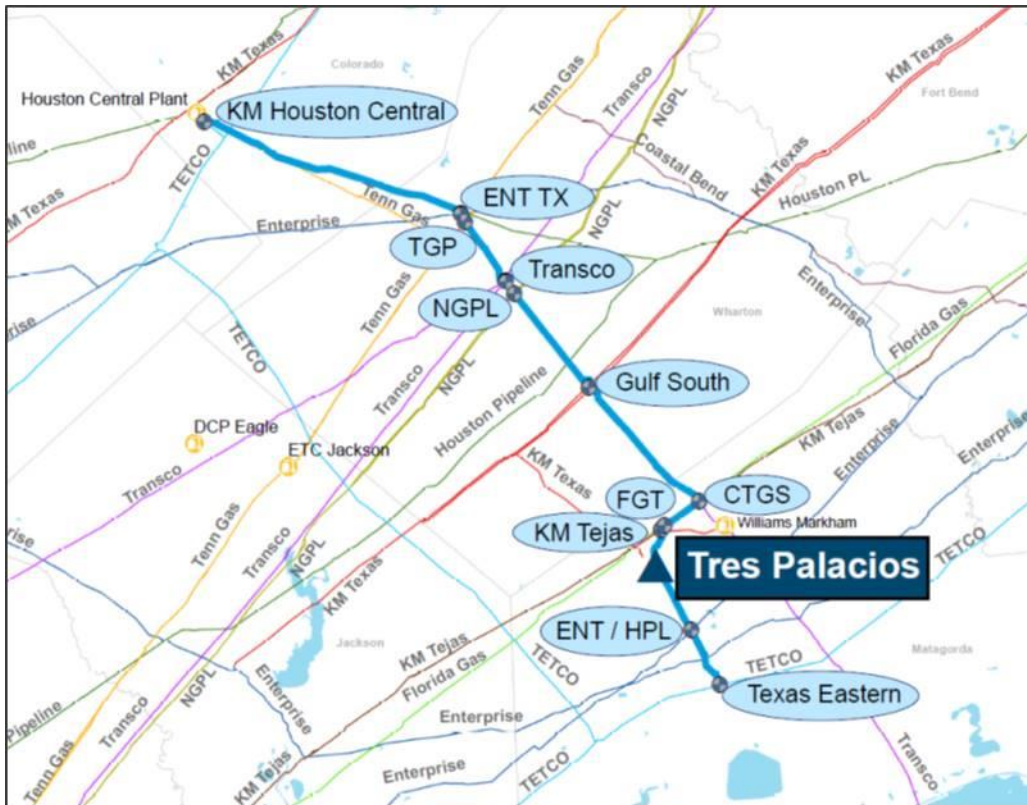 KM Texas
Colorado
Tenn Gas
Transco
NGPL
KM Texas
Fort Bend
Houston Central Plant
KM Houston Central
line
TETCO
Coastal Bend
KM Texas
Houston PL
KM Texas
Tenn Gas
ENT TX
Enterprise
NGPL
TGP
Transco
Enterprise
Tenn Gas
NGPL
Wharton
Florida Gas
rprise
TETCO
Transco
NGPL
Gulf South
Houston Pipeline
KM Tejas
Enterprise
Enterprise
DCP Eagle
ETC Jackson
Transco
KM Texas
FGT
CTGS
Williams Markham
KM Tejas
Tenn Gas
rprise
Transco
NGPL
KM Texas
TETCO
Tres Palacios
ENT / HPL
Jackson
KM Tejas
Florida Gas
TETCO
TETCO
Matagorda
Texas Eastern
NGPL
Enterprise
Pipeline
Transco
Enterprise
Tenn Gas
KM Tejas
Enterprise
TETCO
Transco